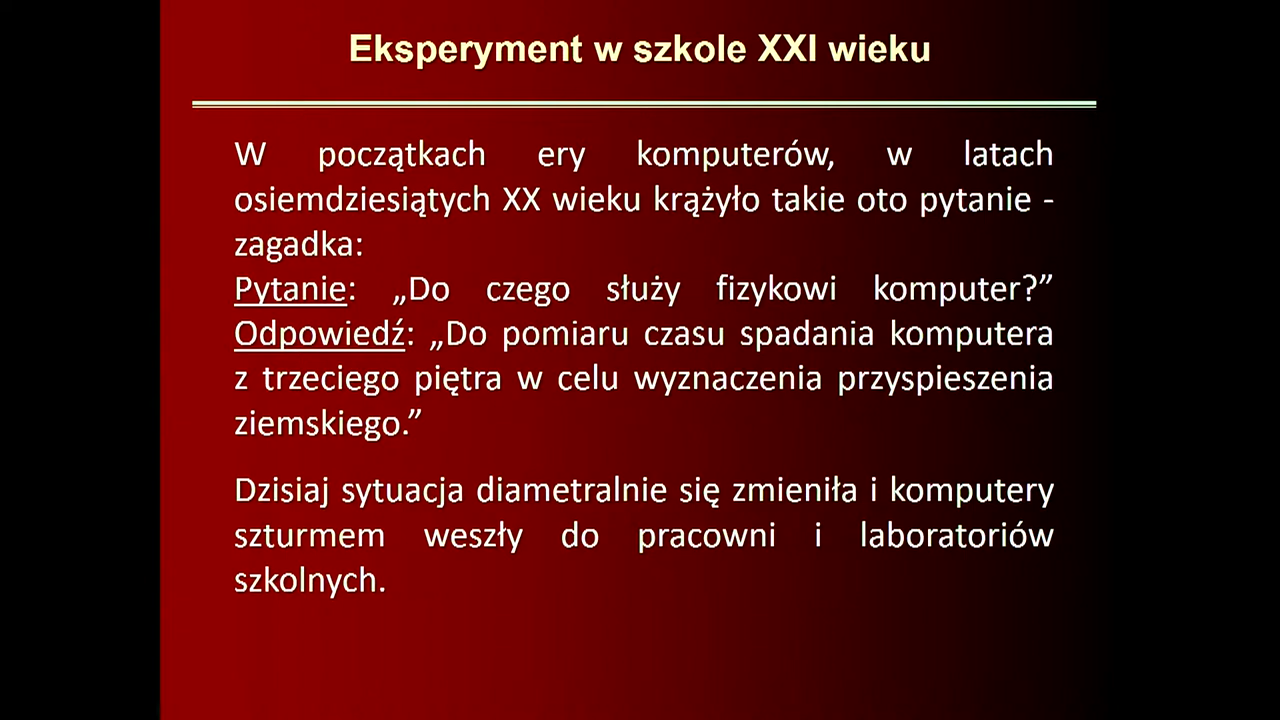 Eksperyment w szkole XXI wieku
W początkach ery komputerów, w latach
osiemdziesiątych XX wieku krążyło takie oto pytanie -
zagadka:
Pytanie: „Do czego służy fizykowi komputer?”
Odpowiedź: „Do pomiaru czasu spadania komputera
z trzeciego piętra w celu wyznaczenia przyspieszenia
ziemskiego.”
Dzisiaj sytuacja diametralnie się zmieniła i komputery
szturmem weszły do pracowni i laboratoriów
szkolnych.